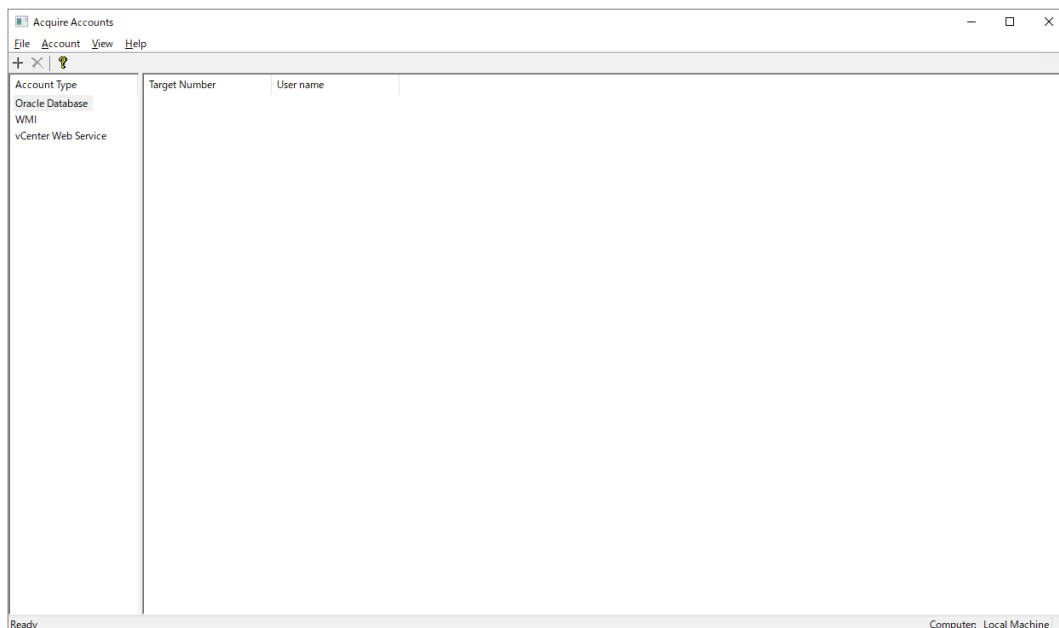 Acquire Accounts
File Account View Help
Account Type Target Number User name
Oracle Database
WMI
vCenter Web Service
Ready Computer: Local Machine